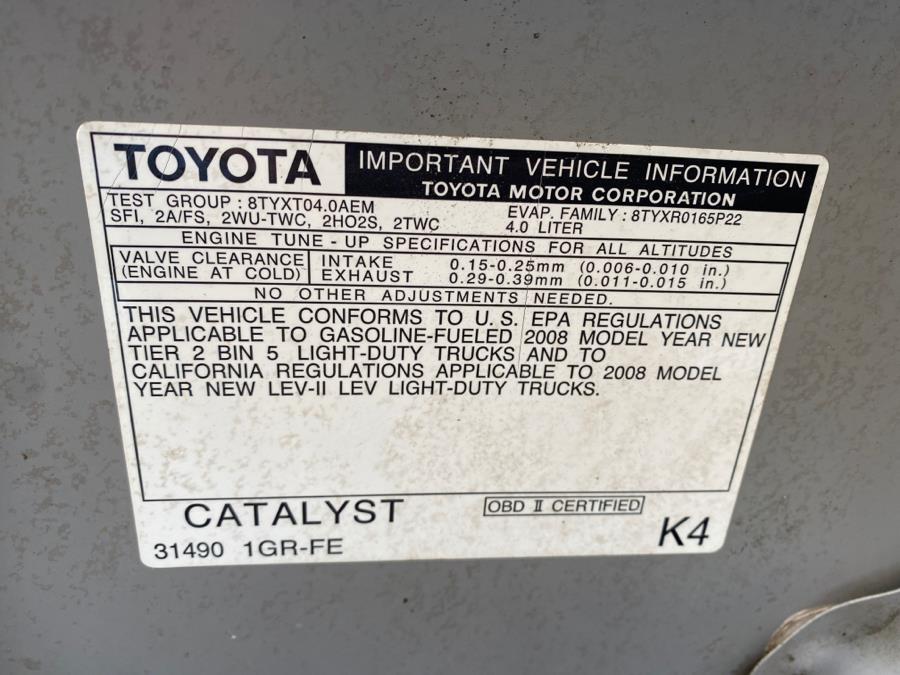 TOYOTA IMPORTANT VEHICLE INFORMATION
TOYOTA MOTOR CORPORATION
TEST GROUP : 8TYXT04.0AEM EVAP. FAMILY : 8TYXR0165P22
SFI, 2A/FS, 2WU-TWC, 2HO2S, 2TWC 4.0 LITER
ENGINE TUNE - UP SPECIFICATIONS FOR ALL ALTITUDES
VALVE CLEARANCE INTAKE 0.15-0.25mm (0.006-0.010 in.)
(ENGINE AT COLD) EXHAUST 0.29-0.39mm (0.011-0.015 in.)
NO OTHER ADJUSTMENTS NEEDED.
THIS VEHICLE CONFORMS TO U.S. EPA REGULATIONS
APPLICABLE TO GASOLINE-FUELED 2008 MODEL YEAR NEW
TIER 2 BIN 5 LIGHT-DUTY TRUCKS AND TO
CALIFORNIA REGULATIONS APPLICABLE TO 2008 MODEL
YEAR NEW LEV-II LEV LIGHT-DUTY TRUCKS.
CATALYST OBD II CERTIFIED
31490 1GR-FE K4